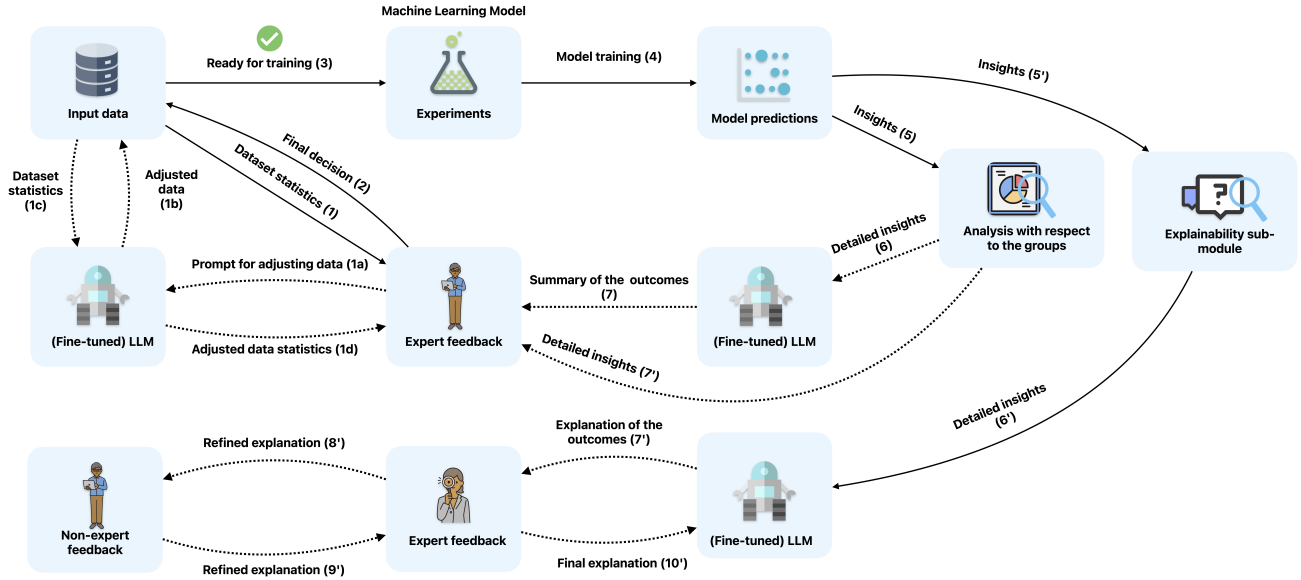 Machine Learning Model
Ready for training (3)
Model training (4)
Insights (5')
Input data
Experiments
Model predictions
Insights (5)
Final decision (2)
Dataset statistics (1)
Dataset
statistics
(1c)
Adjusted
data
(1b)
Analysis with respect
to the groups
Explainability sub-
module
Detailed insights
(6)
Prompt for adjusting data (1a)
Summary of the outcomes
(7)
(Fine-tuned) LLM
Expert feedback
(Fine-tuned) LLM
Adjusted data statistics (1d)
Detailed insights (7')
Detailed insights
(6')
Refined explanation (8')
Explanation of the
outcomes (7')
Non-expert
feedback
Expert feedback
(Fine-tuned) LLM
Refined explanation (9')
Final explanation (10')